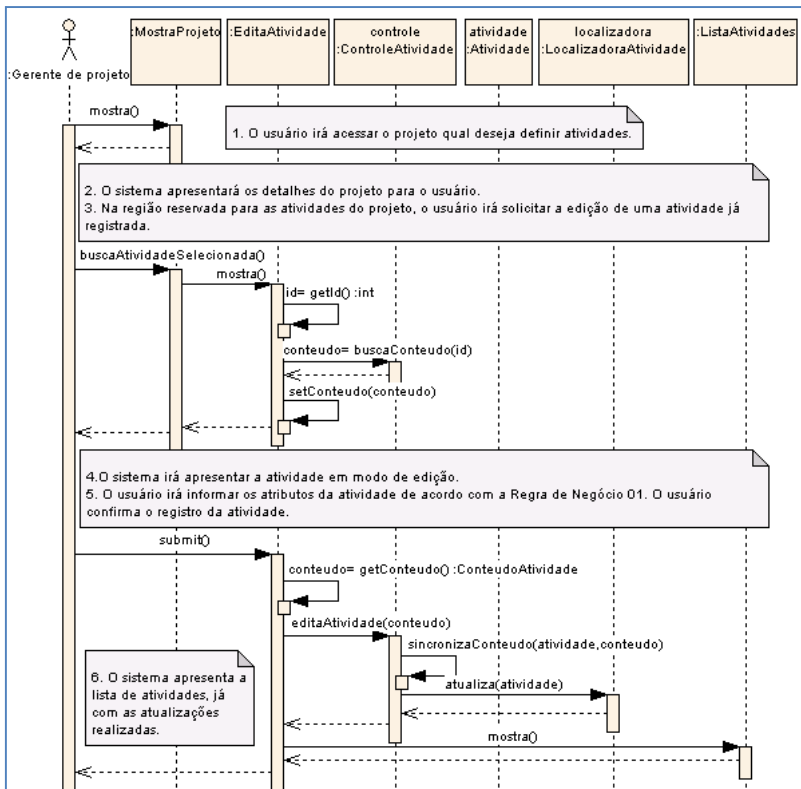 :MostraProjeto
:EditaAtividade
controle
:ControleAtividade
atividade
:Atividade
localizadora
:LocalizadoraAtividade
:ListaAtividades
:Gerente de projeto
mostra()
1. O usuário irá acessar o projeto qual deseja definir atividades.
2. O sistema apresentará os detalhes do projeto para o usuário.
3. Na região reservada para as atividades do projeto, o usuário irá solicitar a edição de uma atividade já
registrada.
buscaAtividadeSelecionada()
mostra()
id= getId() :int
conteudo= buscaConteudo(id)
setConteudo(conteudo)
4.O sistema irá apresentar a atividade em modo de edição.
5. O usuário irá informar os atributos da atividade de acordo com a Regra de Negócio 01. O usuário
confirma o registro da atividade.
submit()
conteudo= getConteudo() :ConteudoAtividade
editaAtividade(conteudo)
sincronizaConteudo(atividade,conteudo)
atualiza(atividade)
6. O sistema apresenta a
lista de atividades, já
com as atualizações
realizadas.
mostra()